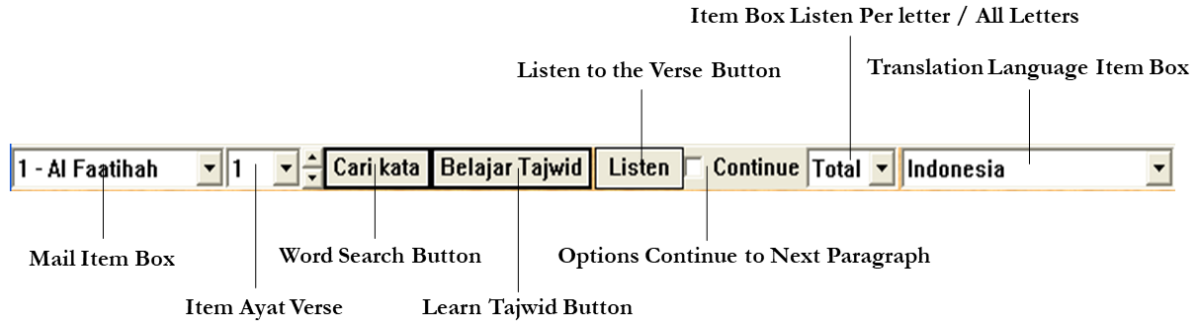 Item Box Listen Per letter / All Letters
Listen to the Verse Button
Translation Language Item Box
1 - Al Faatihah 1 Cari kata Belajar Tajwid Listen Continue Total Indonesia
Mail Item Box
Word Search Button
Options Continue to Next Paragraph
Item Ayat Verse
Learn Tajwid Button